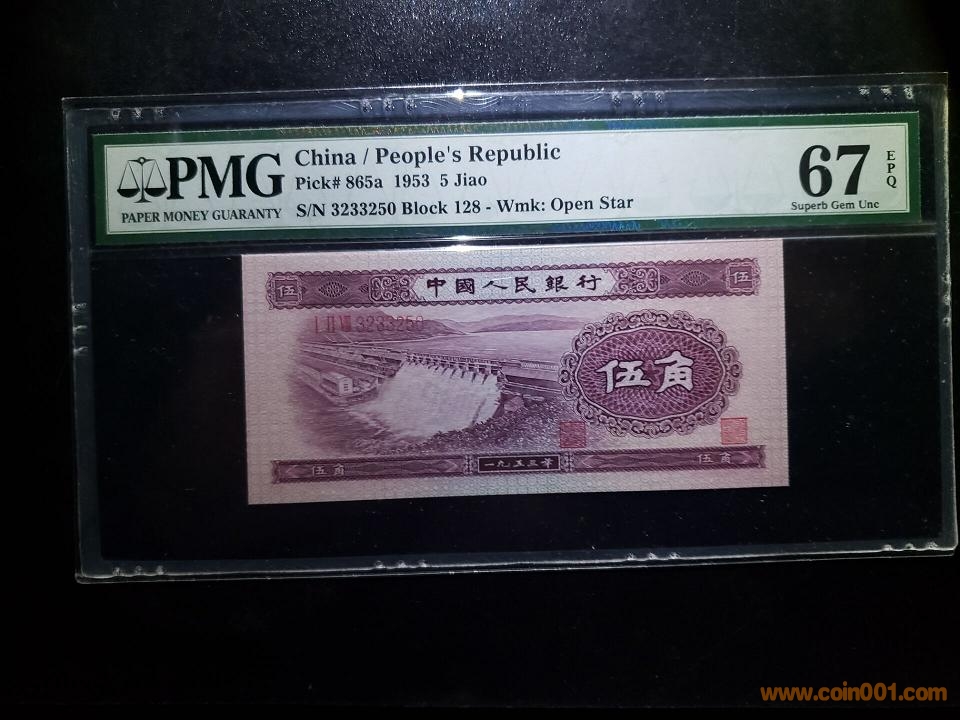 PMG
PAPER MONEY GUARANTY
China / People's Republic
Pick# 865a 1953 5 Jiao
S/N 3233250 Block 128 - Wmk: Open Star
67
EPQ
Superb Gem Unc
伍 中國人民銀行 伍
I II VIII 3233250
伍角
伍角 一九五三年 伍角
www.coin001.com